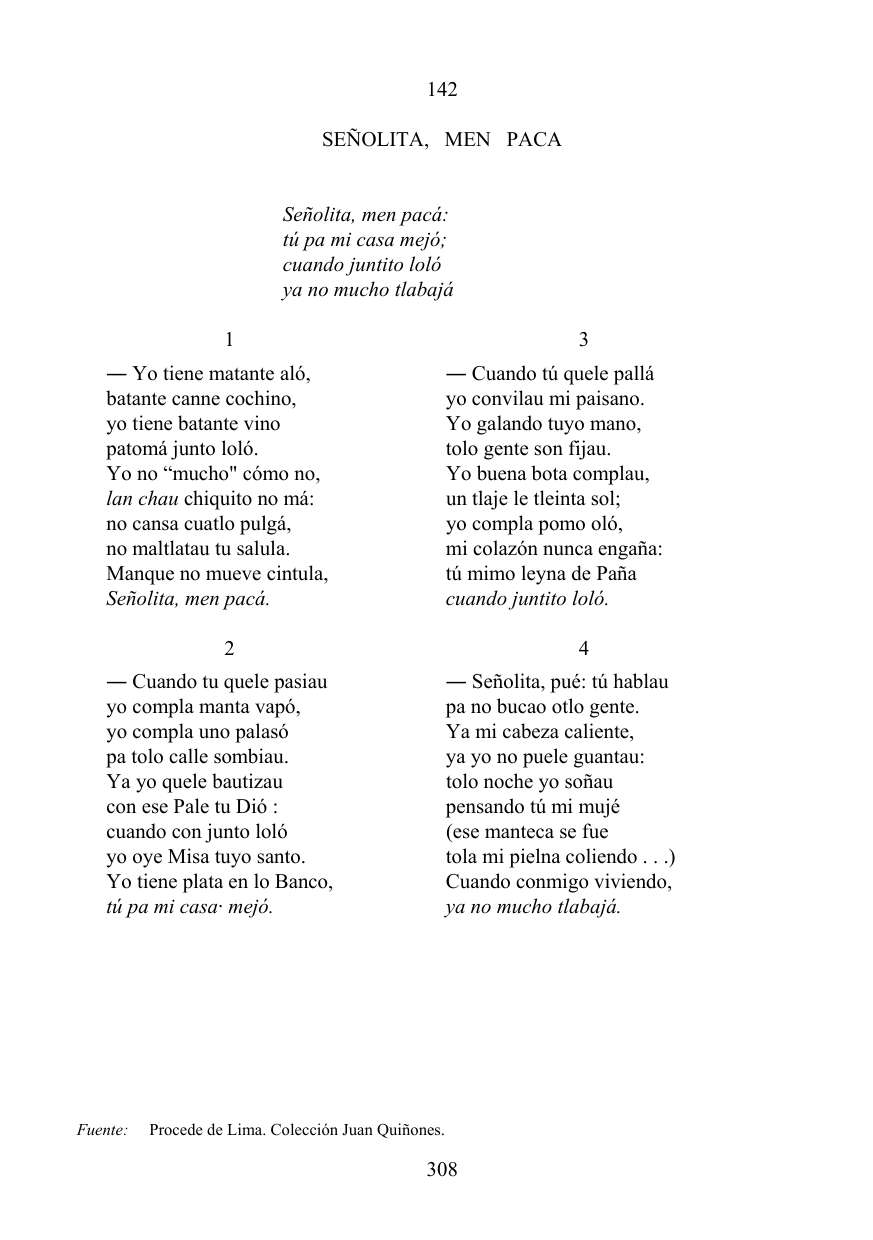 142
SEÑOLITA, MEN PACA
Señolita, men pacá:
tú pa mi casa mejó;
cuando juntito loló
ya no mucho tlabajá
1
— Yo tiene matante aló,
batante canne cochino,
yo tiene batante vino
patomá junto loló.
Yo no “mucho" cómo no,
lan chau chiquito no má:
no cansa cuatlo pulgá,
no maltlatau tu salula.
Manque no mueve cintula,
Señolita, men pacá.
2
— Cuando tu quele pasiau
yo compla manta vapó,
yo compla uno palasó
pa tolo calle sombiau.
Ya yo quele bautizau
con ese Pale tu Dió :
cuando con junto loló
yo oye Misa tuyo santo.
Yo tiene plata en lo Banco,
tú pa mi casa· mejó.
3
— Cuando tú quele pallá
yo convilau mi paisano.
Yo galando tuyo mano,
tolo gente son fijau.
Yo buena bota complau,
un tlaje le tleinta sol;
yo compla pomo oló,
mi colazón nunca engaña:
tú mimo leyna de Paña
cuando juntito loló.
4
— Señolita, pué: tú hablau
pa no bucao otlo gente.
Ya mi cabeza caliente,
ya yo no puele guantau:
tolo noche yo soñau
pensando tú mi mujé
(ese manteca se fue
tola mi pielna coliendo . . .)
Cuando conmigo viviendo,
ya no mucho tlabajá.
Fuente: Procede de Lima. Colección Juan Quiñones.
308